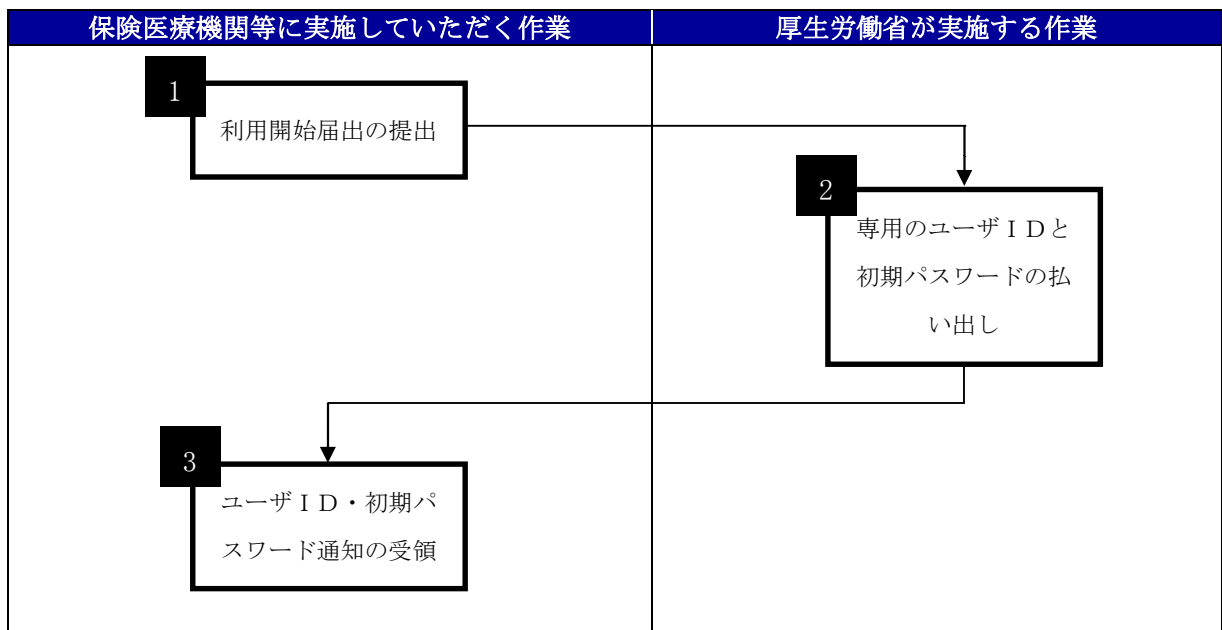 保険医療機関等に実施していただく作業
厚生労働省が実施する作業
1
利用開始届出の提出
2
専用のユーザＩＤと
初期パスワードの払
い出し
3
ユーザＩＤ・初期パ
スワード通知の受領